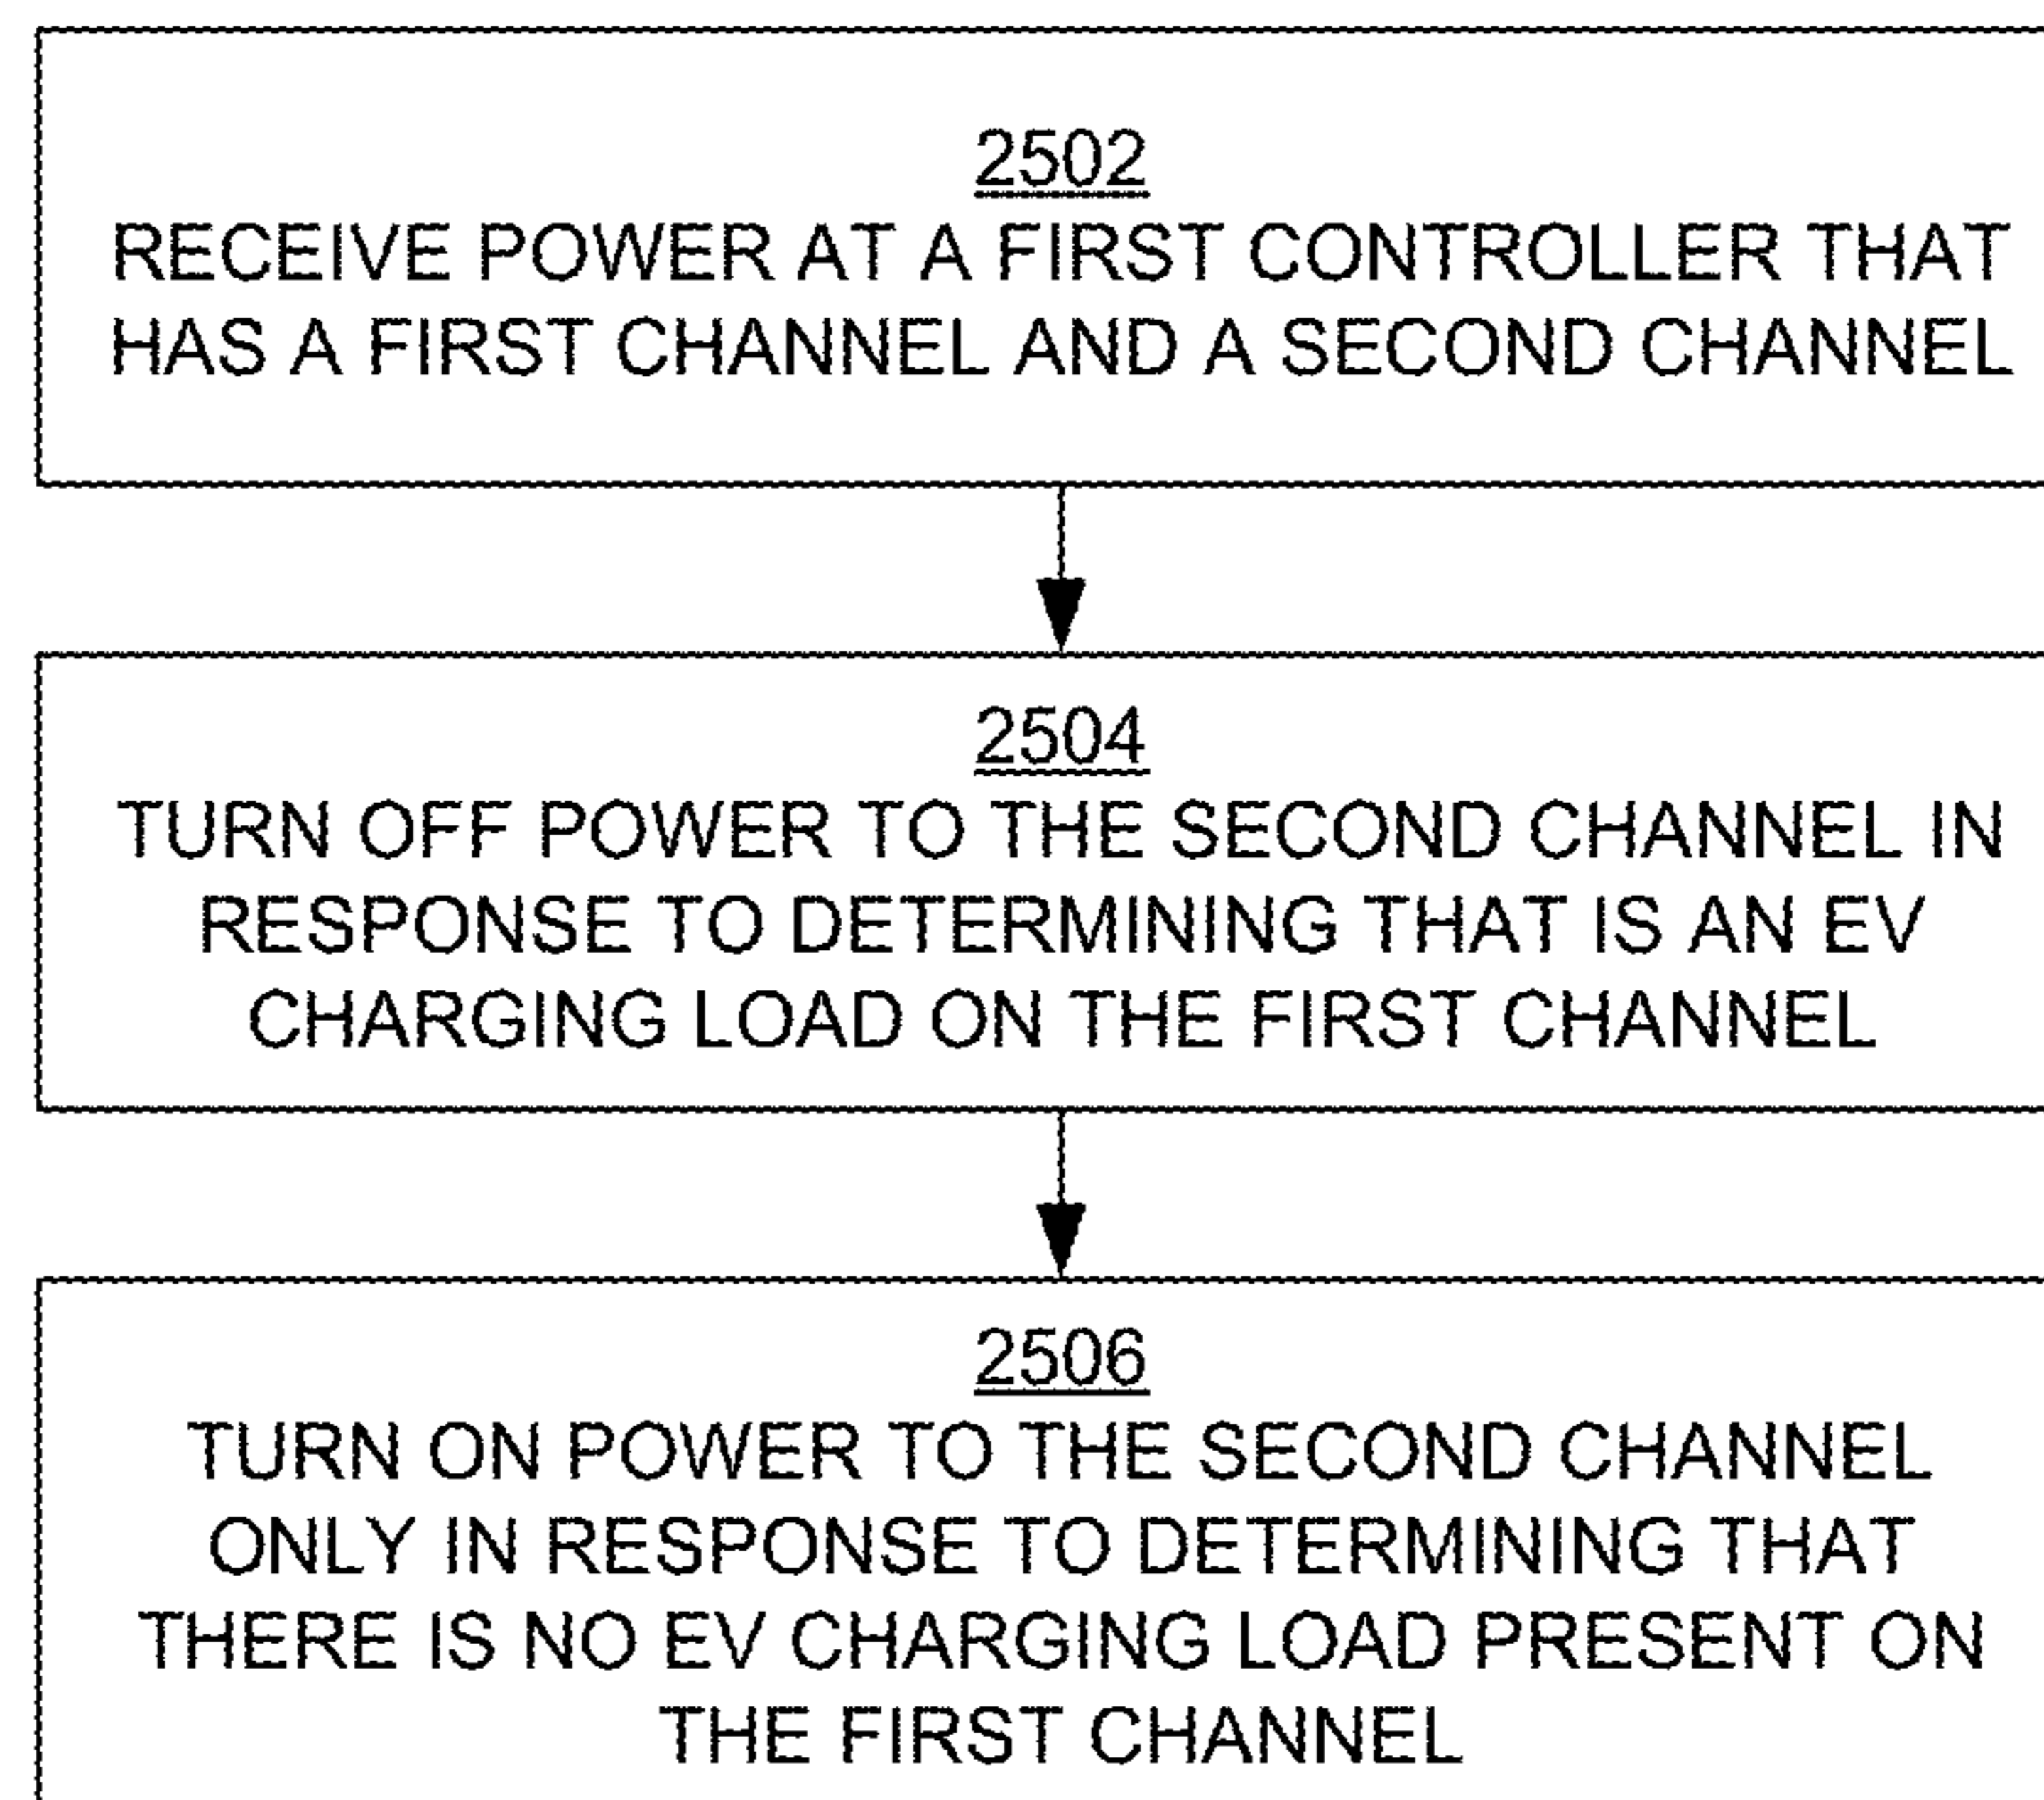 2502
RECEIVE POWER AT A FIRST CONTROLLER THAT
HAS A FIRST CHANNEL AND A SECOND CHANNEL
2504
TURN OFF POWER TO THE SECOND CHANNEL IN
RESPONSE TO DETERMINING THAT IS AN EV
CHARGING LOAD ON THE FIRST CHANNEL
2506
TURN ON POWER TO THE SECOND CHANNEL
ONLY IN RESPONSE TO DETERMINING THAT
THERE IS NO EV CHARGING LOAD PRESENT ON
THE FIRST CHANNEL